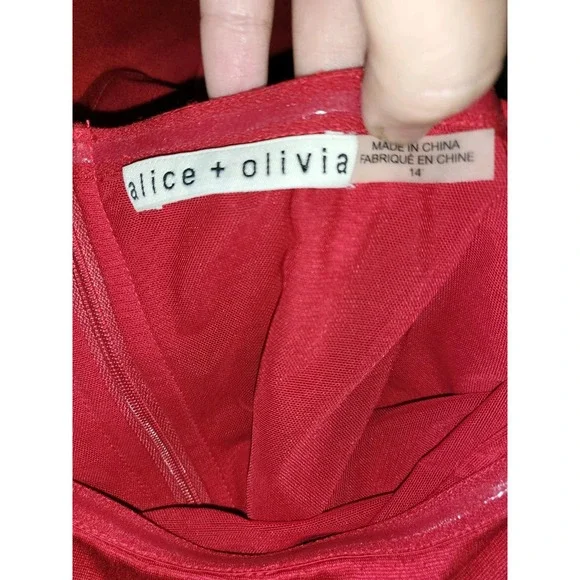 alice + olivia
MADE IN CHINA
FABRIQUÉ EN CHINE
14